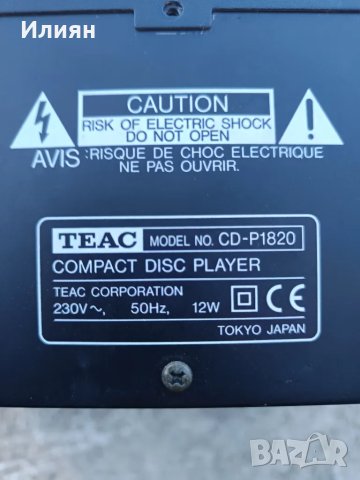 Илиян
CAUTION
RISK OF ELECTRIC SHOCK
DO NOT OPEN
AVIS :RISQUE DE CHOC ELECTRIQUE
NE PAS OUVRIR.
TEAC MODEL NO. CD-P1820
COMPACT DISC PLAYER
TEAC CORPORATION
230V～, 50Hz, 12W CE
TOKYO JAPAN
BAZAR